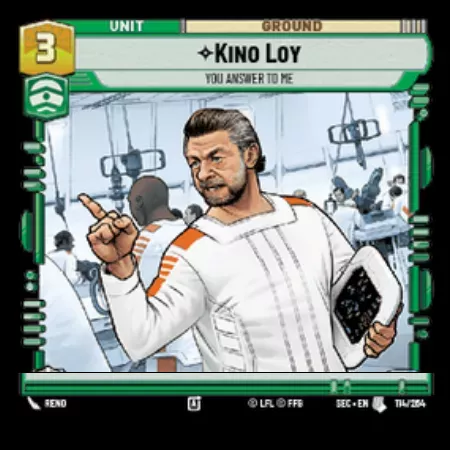 UNIT GROUND
3
KINO LOY
YOU ANSWER TO ME
RENO A © LFL © FFG SEC • EN 114/264